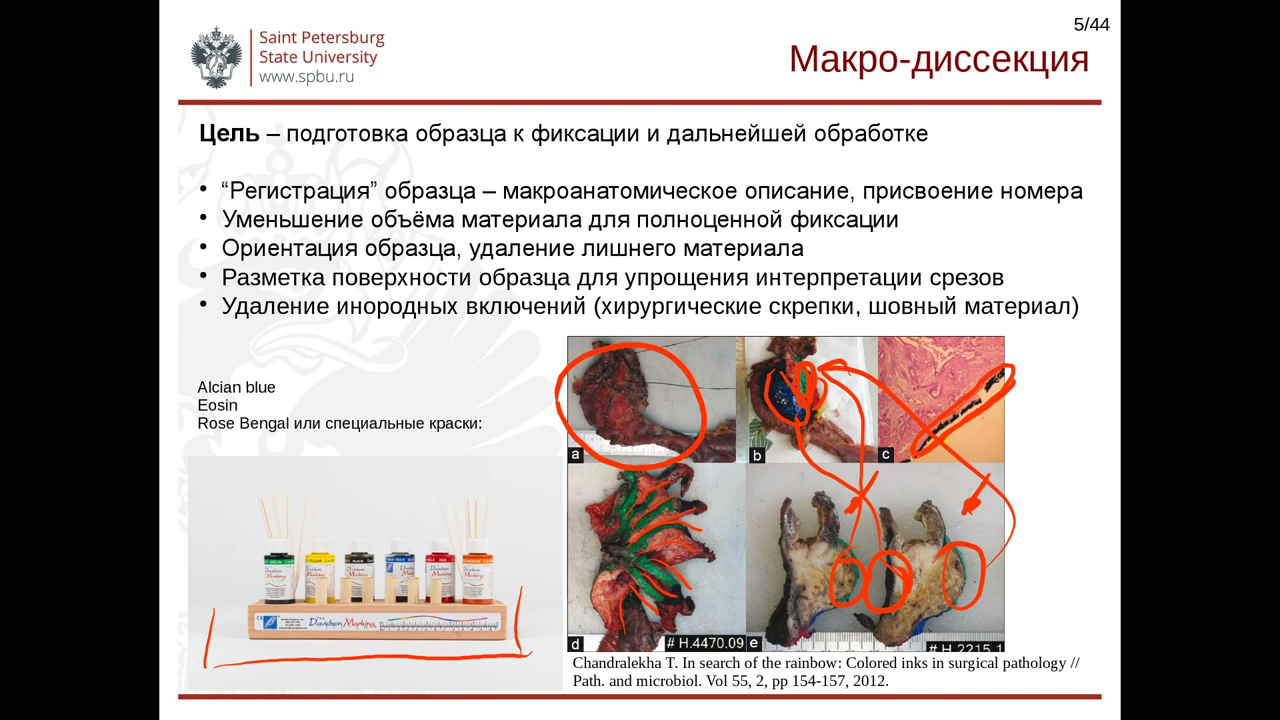 5/44
Saint Petersburg
State University
www.spbu.ru
Макро-диссекция
Цель – подготовка образца к фиксации и дальнейшей обработке
• “Регистрация” образца – макроанатомическое описание, присвоение номера
• Уменьшение объёма материала для полноценной фиксации
• Ориентация образца, удаление лишнего материала
• Разметка поверхности образца для упрощения интерпретации срезов
• Удаление инородных включений (хирургические скрепки, шовный материал)
Alcian blue
Eosin
Rose Bengal или специальные краски:
a
b
c
d
# H.4470.09
e
# H.2215.1
Davidson Marking
Chandralekha T. In search of the rainbow: Colored inks in surgical pathology //
Path. and microbiol. Vol 55, 2, pp 154-157, 2012.